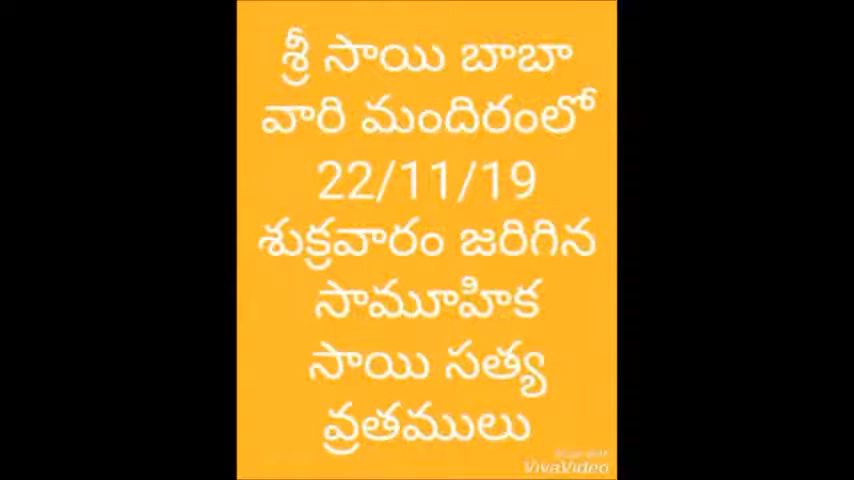 శ్రీ సాయి బాబా
వారి మందిరంలో
22/11/19
శుక్రవారం జరిగిన
సామూహిక
సాయి సత్య
వ్రతములు
VivaVideo